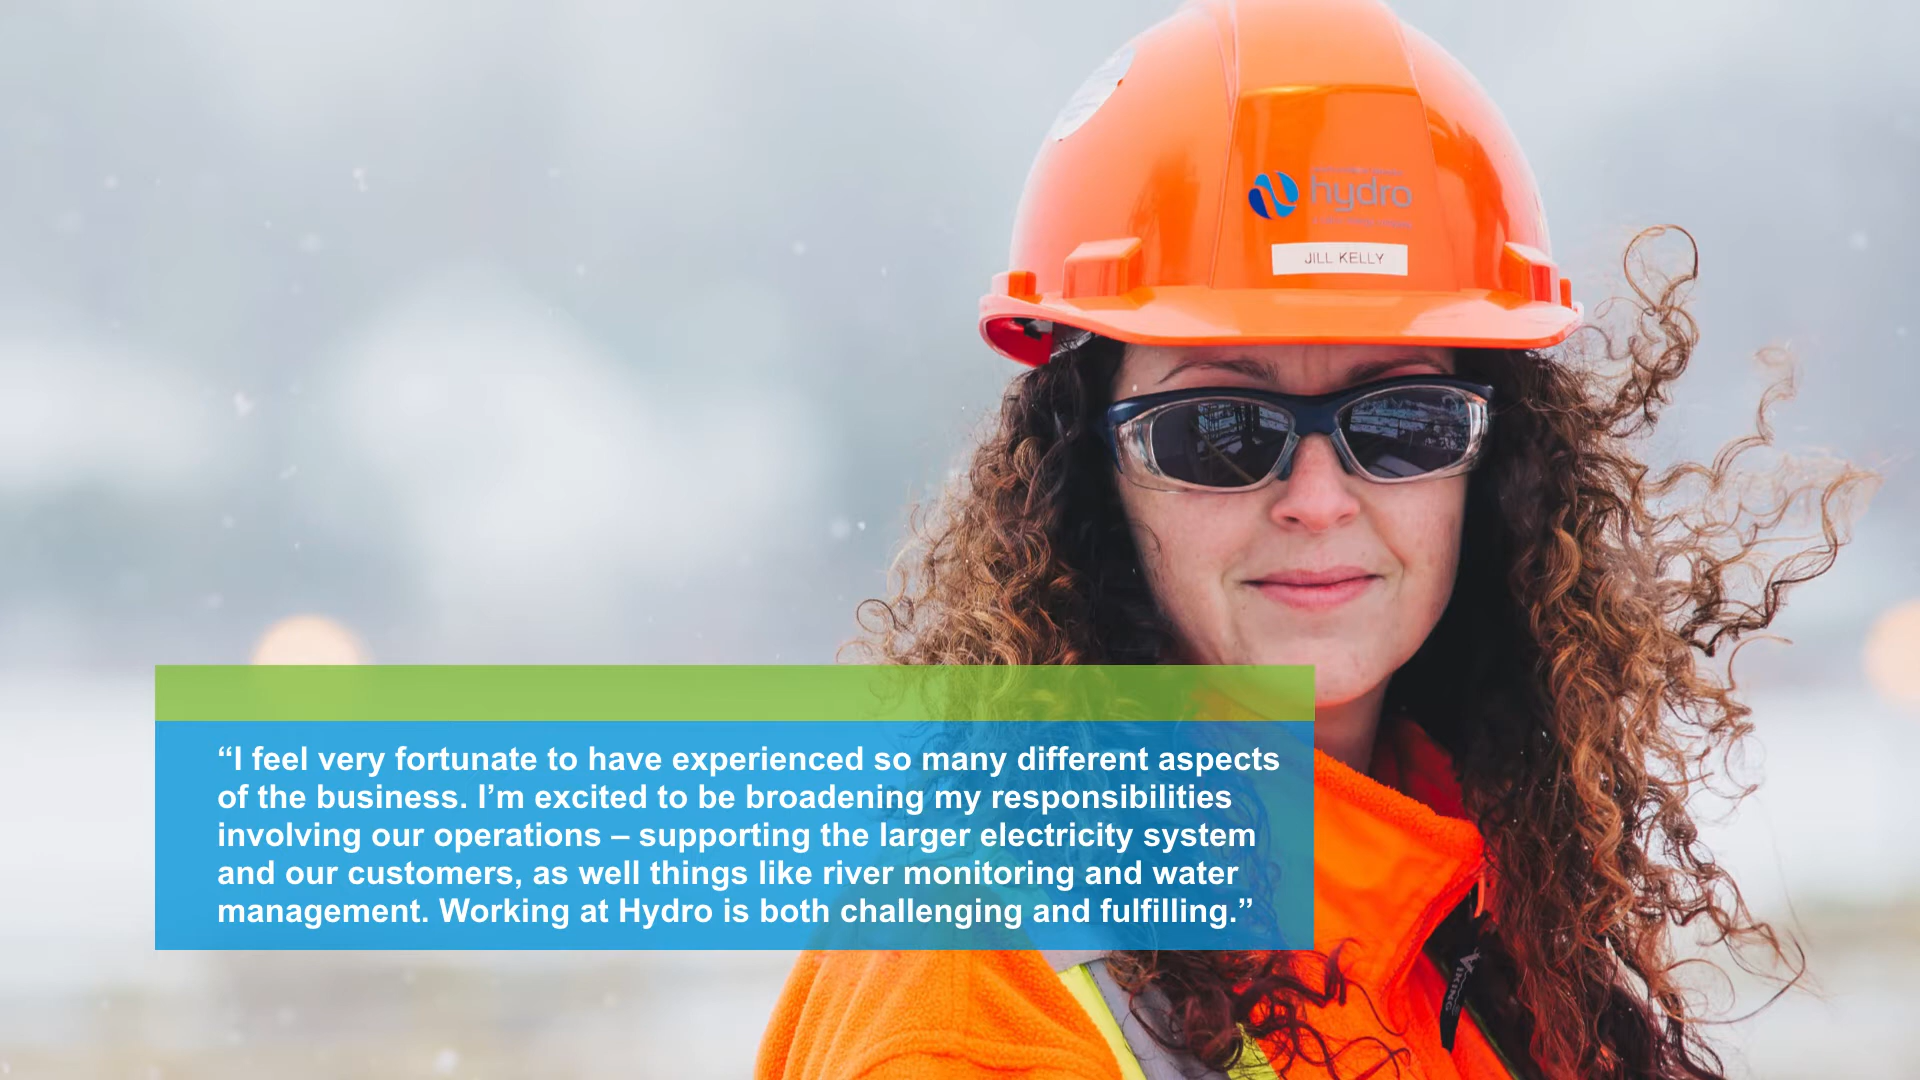 hydro
JILL KELLY
“I feel very fortunate to have experienced so many different aspects
of the business. I’m excited to be broadening my responsibilities
involving our operations – supporting the larger electricity system
and our customers, as well things like river monitoring and water
management. Working at Hydro is both challenging and fulfilling.”
VIKING